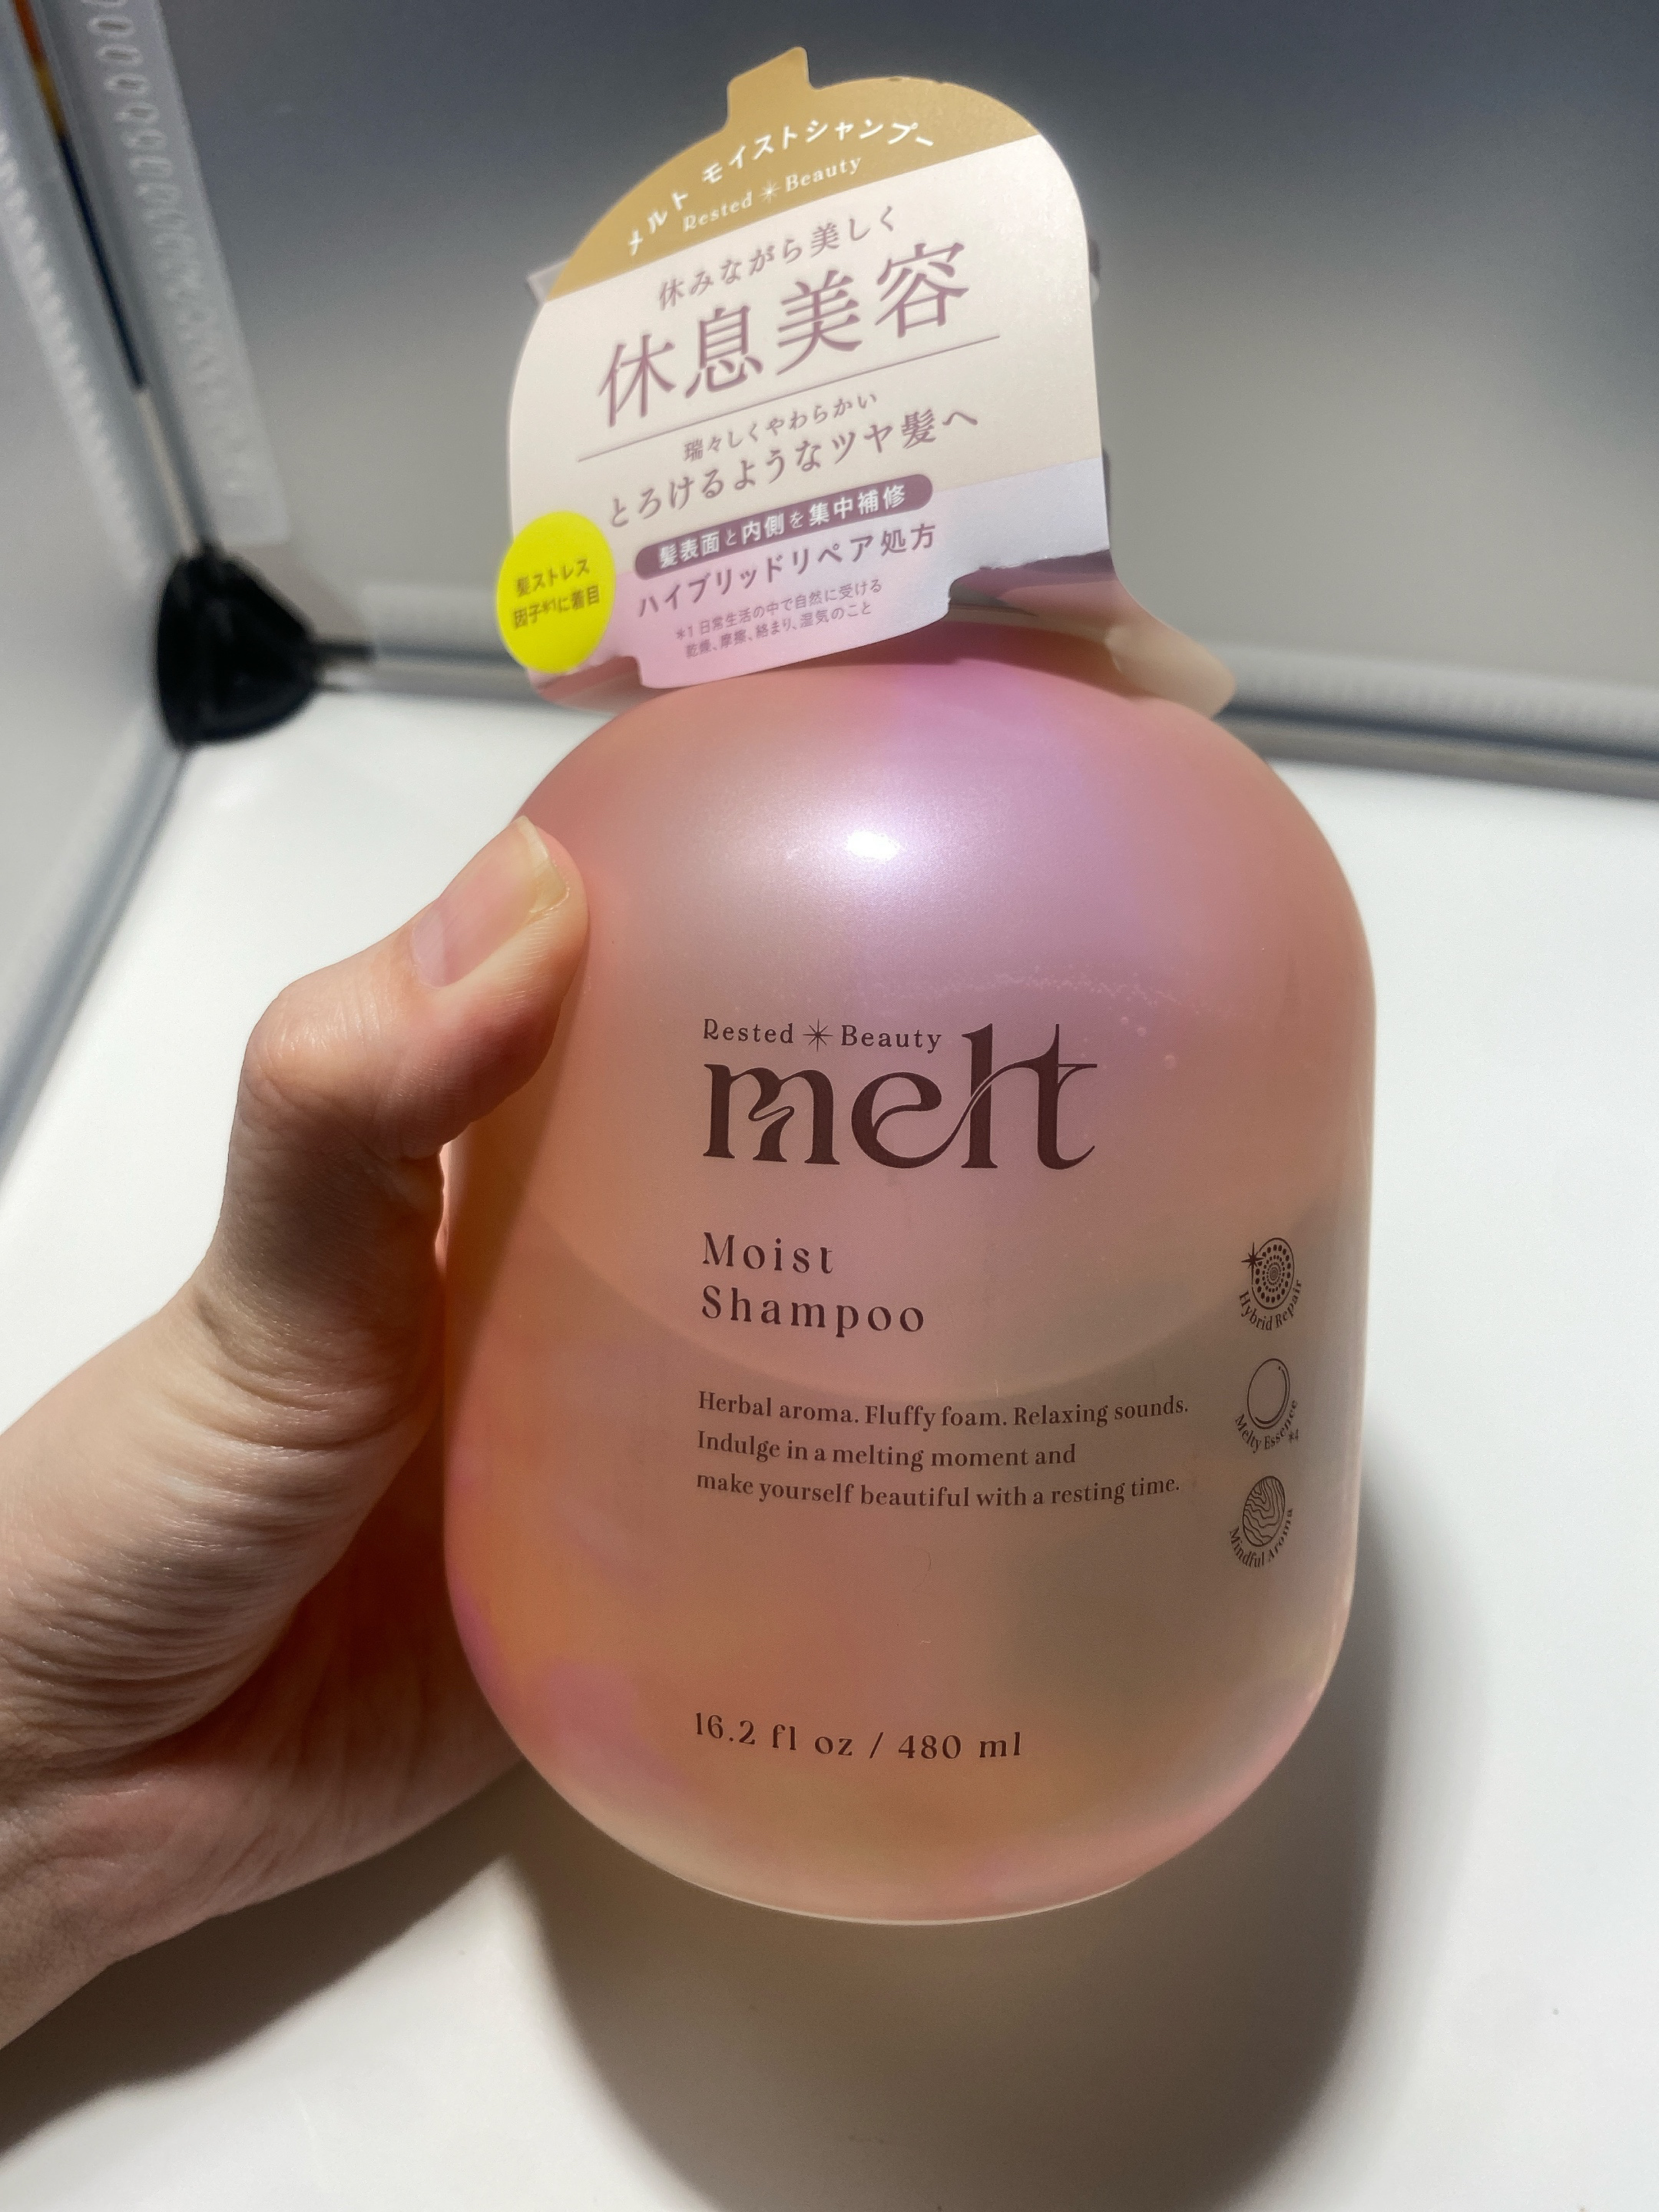 メルト モイストシャンプー
Rested Beauty
休みながら美しく
休息美容
瑞々しくやわらかい
とろけるようなツヤ髪へ
髪表面と内側を集中補修
ハイブリッドリペア処方
*1 日常生活の中で自然に受ける
乾燥、摩擦、絡まり、湿気のこと
髪ストレス
因子*1に着目
Rested Beauty
melt
Moist
Shampoo
Herbal aroma. Fluffy foam. Relaxing sounds.
Indulge in a melting moment and
make yourself beautiful with a resting time.
Hybrid Repair
Melty Essence
*4
Mindful Aroma
16.2 fl oz / 480 ml